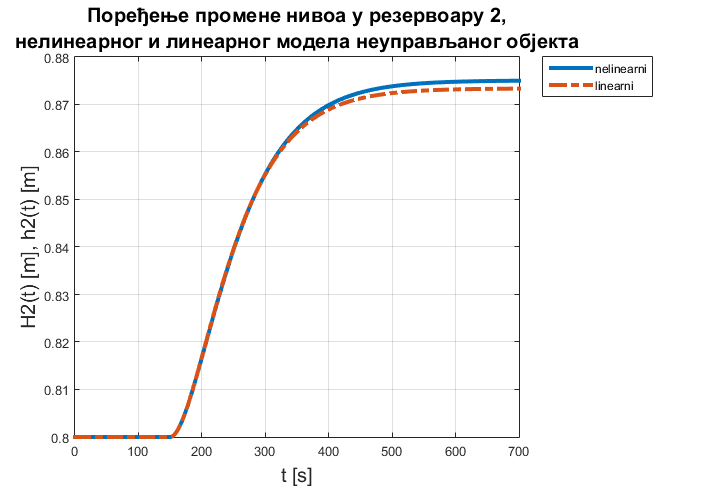 Поређење промене нивоа у резервоару 2,
нелинеарног и линеарног модела неуправљаног објекта
nelinearni
linearni
H2(t) [m], h2(t) [m]
0.88
0.87
0.86
0.85
0.84
0.83
0.82
0.81
0.8
0 100 200 300 400 500 600 700
t [s]